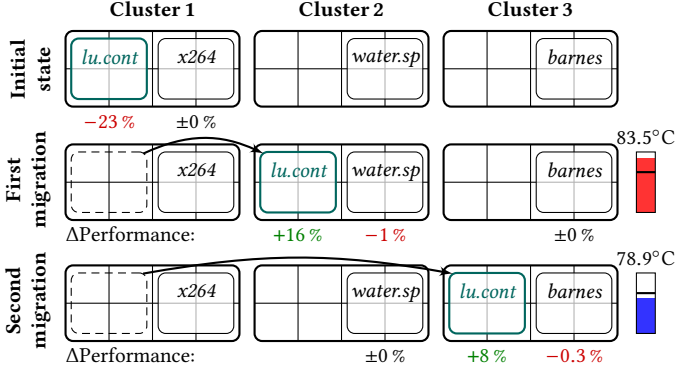 Cluster 1 Cluster 2 Cluster 3
Initial state
lu.cont x264 water.sp barnes
−23 % ±0 %
First migration
x264 lu.cont water.sp barnes
83.5°C
ΔPerformance: +16 % −1 % ±0 %
Second migration
x264 water.sp lu.cont barnes
78.9°C
ΔPerformance: ±0 % +8 % −0.3 %